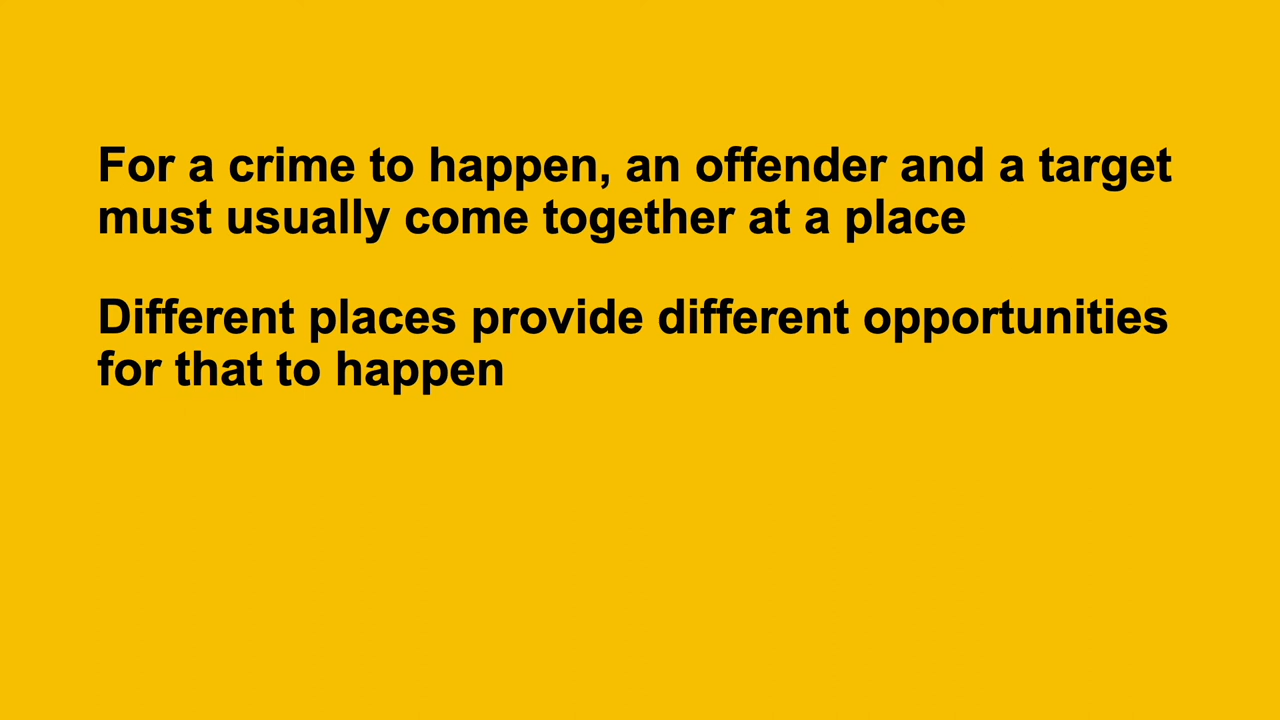 For a crime to happen, an offender and a target
must usually come together at a place
Different places provide different opportunities
for that to happen